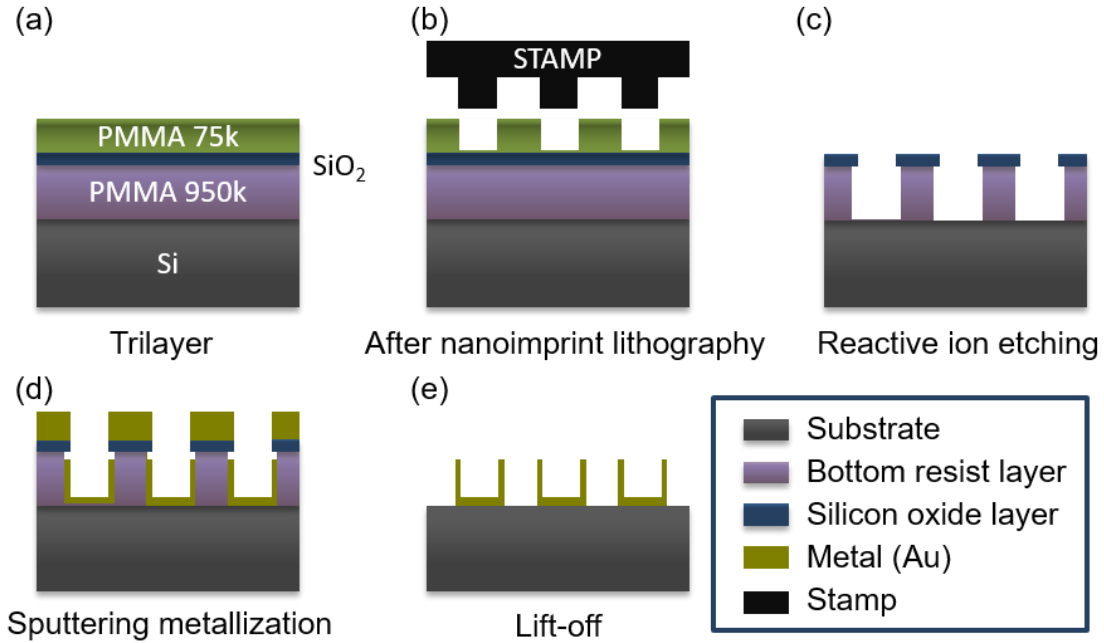 (a)
PMMA 75k
SiO2
PMMA 950k
Si
Trilayer
(b)
STAMP
After nanoimprint lithography
(c)
Reactive ion etching
(d)
Sputtering metallization
(e)
Lift-off
Substrate
Bottom resist layer
Silicon oxide layer
Metal (Au)
Stamp